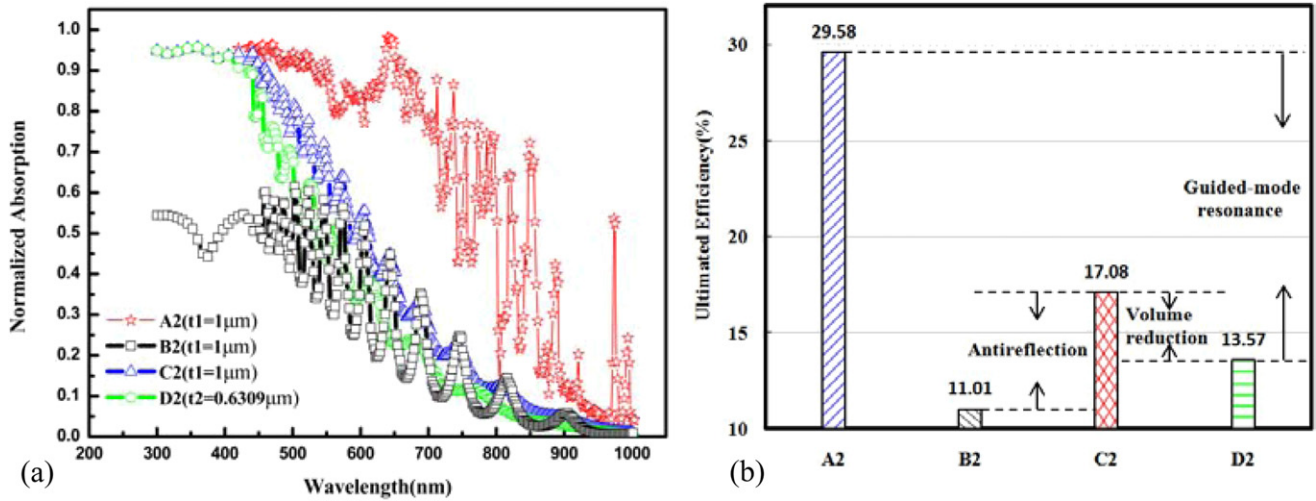 1.0
0.9
0.8
0.7
0.6
0.5
0.4
0.3
0.2
0.1
0.0
Normalized Absorption
A2(t1=1μm)
B2(t1=1μm)
C2(t1=1μm)
D2(t2=0.6309μm)
200 300 400 500 600 700 800 900 1000
Wavelength(nm)
(a)
30
25
20
15
10
Ultimated Efficiency(%)
29.58
Guided-mode
resonance
17.08
Volume
reduction
Antireflection
13.57
11.01
A2 B2 C2 D2
(b)